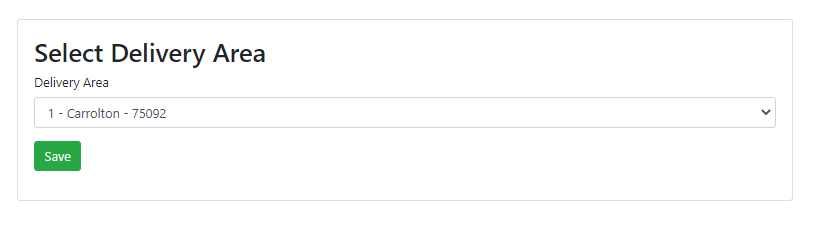 Select Delivery Area
Delivery Area
1 - Carrolton - 75092
Save